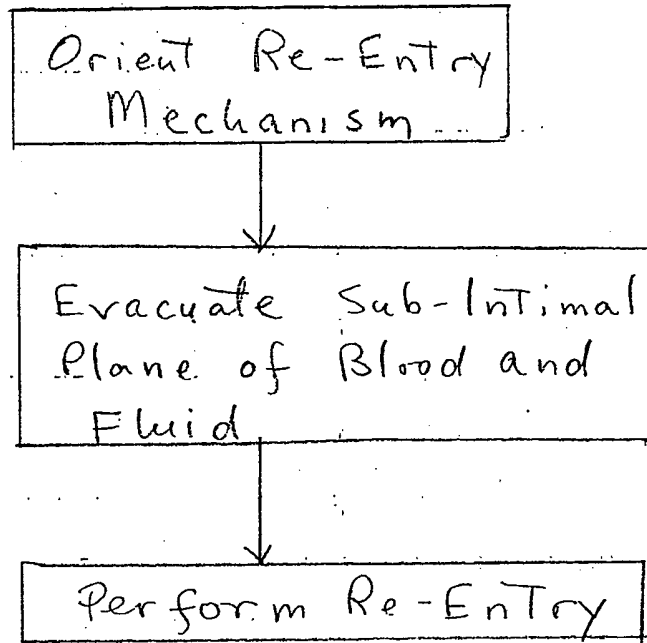 Orient Re-Entry
Mechanism
Evacuate Sub-Intimal
Plane of Blood and
Fluid
Perform Re-Entry